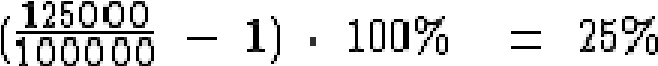 (125000/100000 − 1) · 100% = 25%